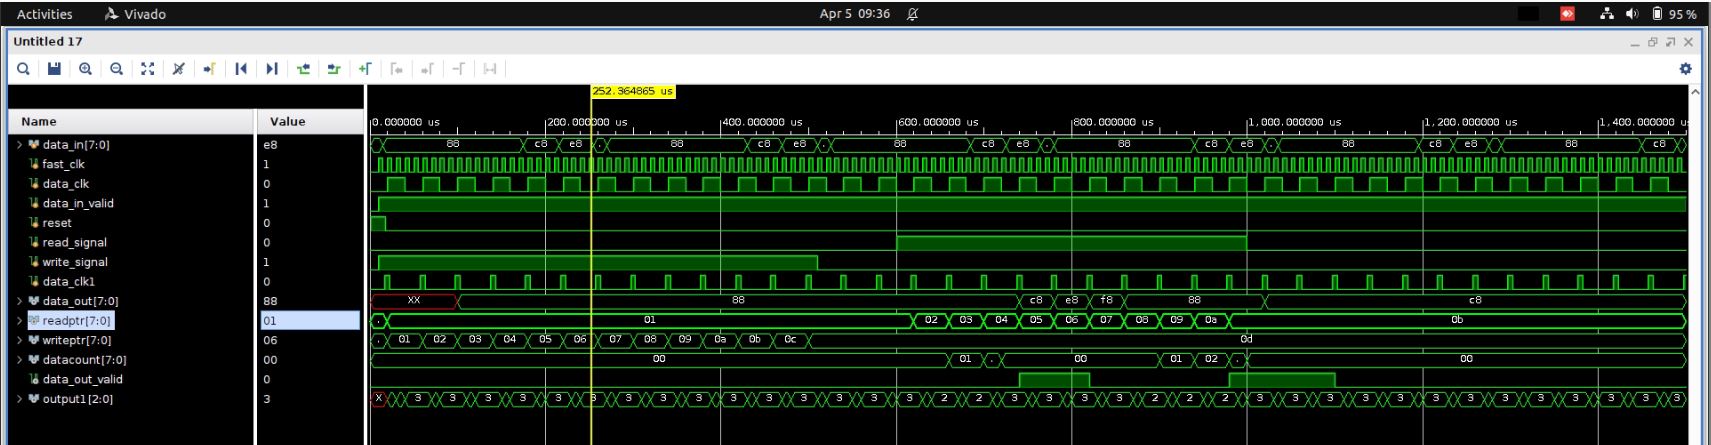 Activities Vivado Apr 5 09:36 95 %
Untitled 17
252.364865 us
Name Value
0.000000 us 200.000000 us 400.000000 us 600.000000 us 800.000000 us 1,000.000000 us 1,200.000000 us 1,400.000000 us
data_in[7:0] e8 88 c8 e8 . 88 c8 e8 . 88 c8 e8 . 88 c8 e8 . 88 c8 e8 88 c8
fast_clk 1
data_clk 0
data_in_valid 1
reset 0
read_signal 0
write_signal 1
data_clk1 0
data_out[7:0] 88 XX 88 c8 e8 f8 88 c8
readptr[7:0] 01 . 01 02 03 04 05 06 07 08 09 0a 0b
writeptr[7:0] 06 . 01 02 03 04 05 06 07 08 09 0a 0b 0c 0d
datacount[7:0] 00 00 01 . 00 01 02 . 00
data_out_valid 0
output1[2:0] 3 X 3 3 3 3 3 3 3 3 3 3 3 3 3 3 3 2 2 3 3 3 3 2 2 3 3 3 3 3 3 3 3 3 3 3 3 3